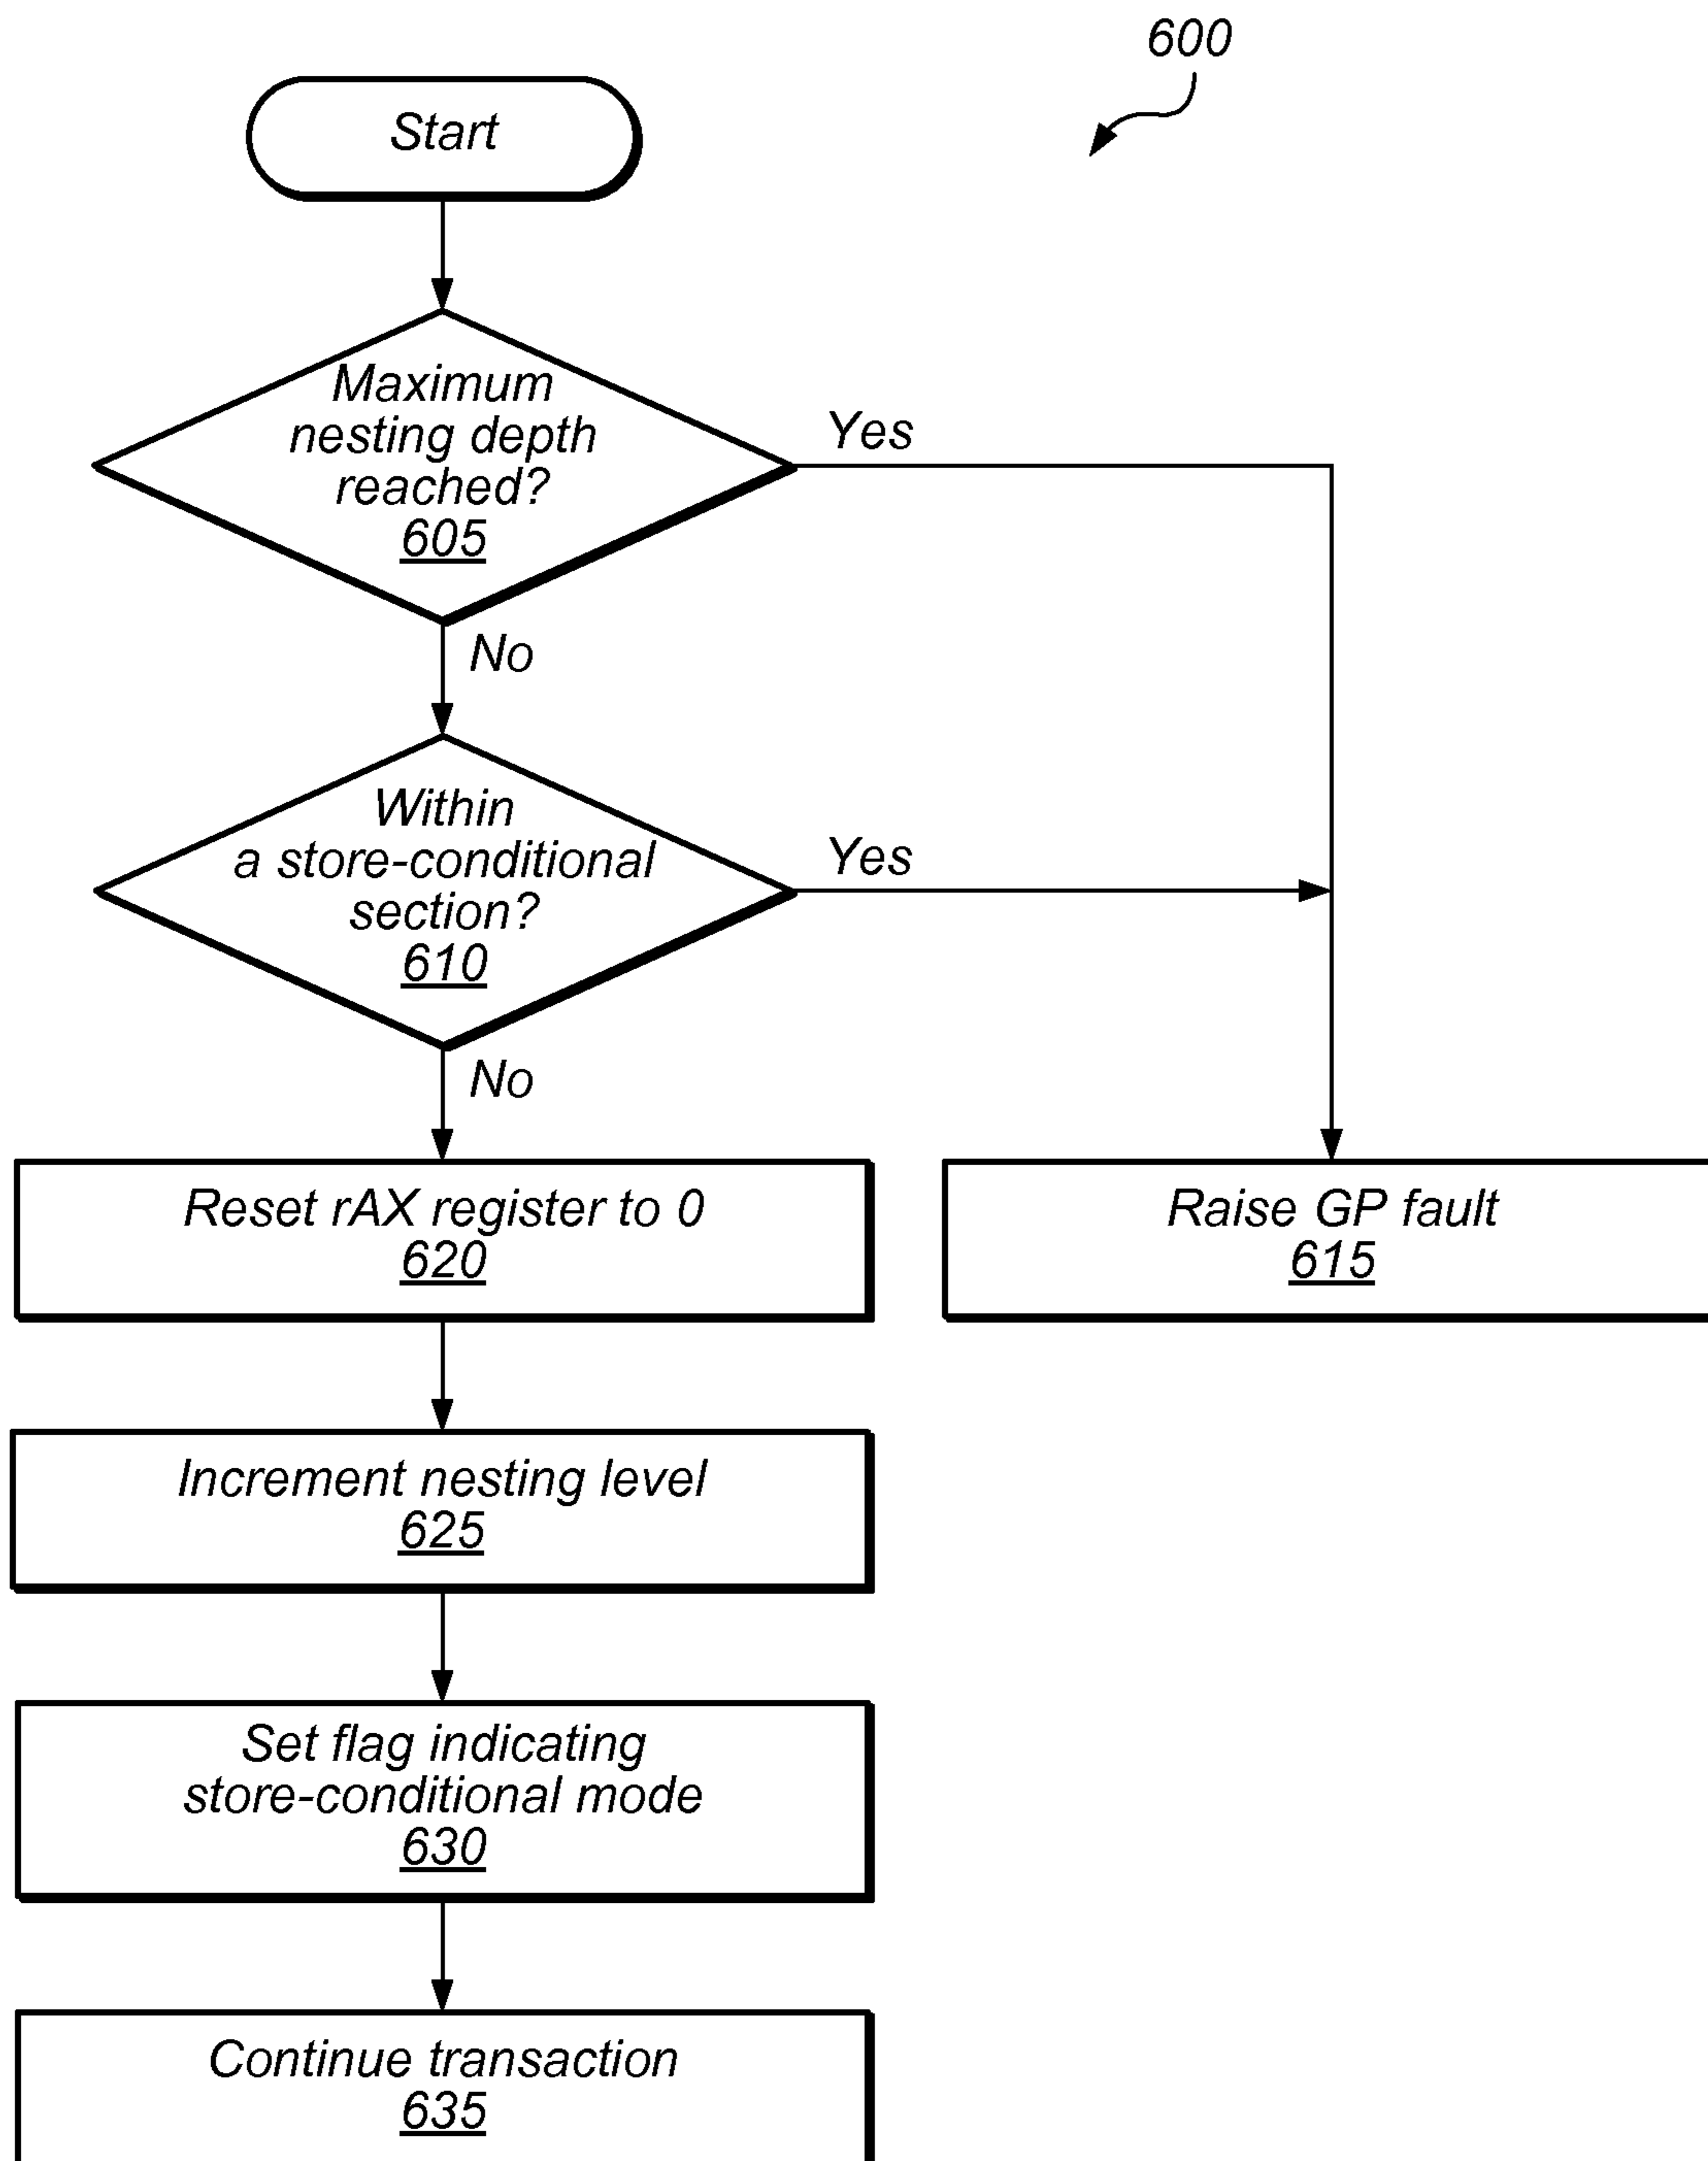 600
Start
Maximum
nesting depth
reached?
605
Yes
No
Within
a store-conditional
section?
610
Yes
No
Reset rAX register to 0
620
Raise GP fault
615
Increment nesting level
625
Set flag indicating
store-conditional mode
630
Continue transaction
635